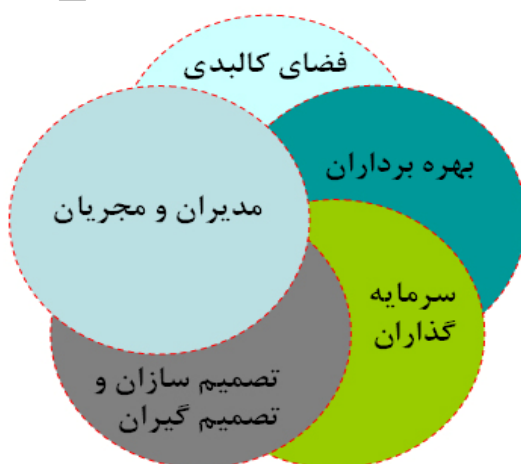 فضای کالبدی
بهره برداران
مدیران و مجریان
سرمایه
گذاران
تصمیم سازان و
تصمیم گیران